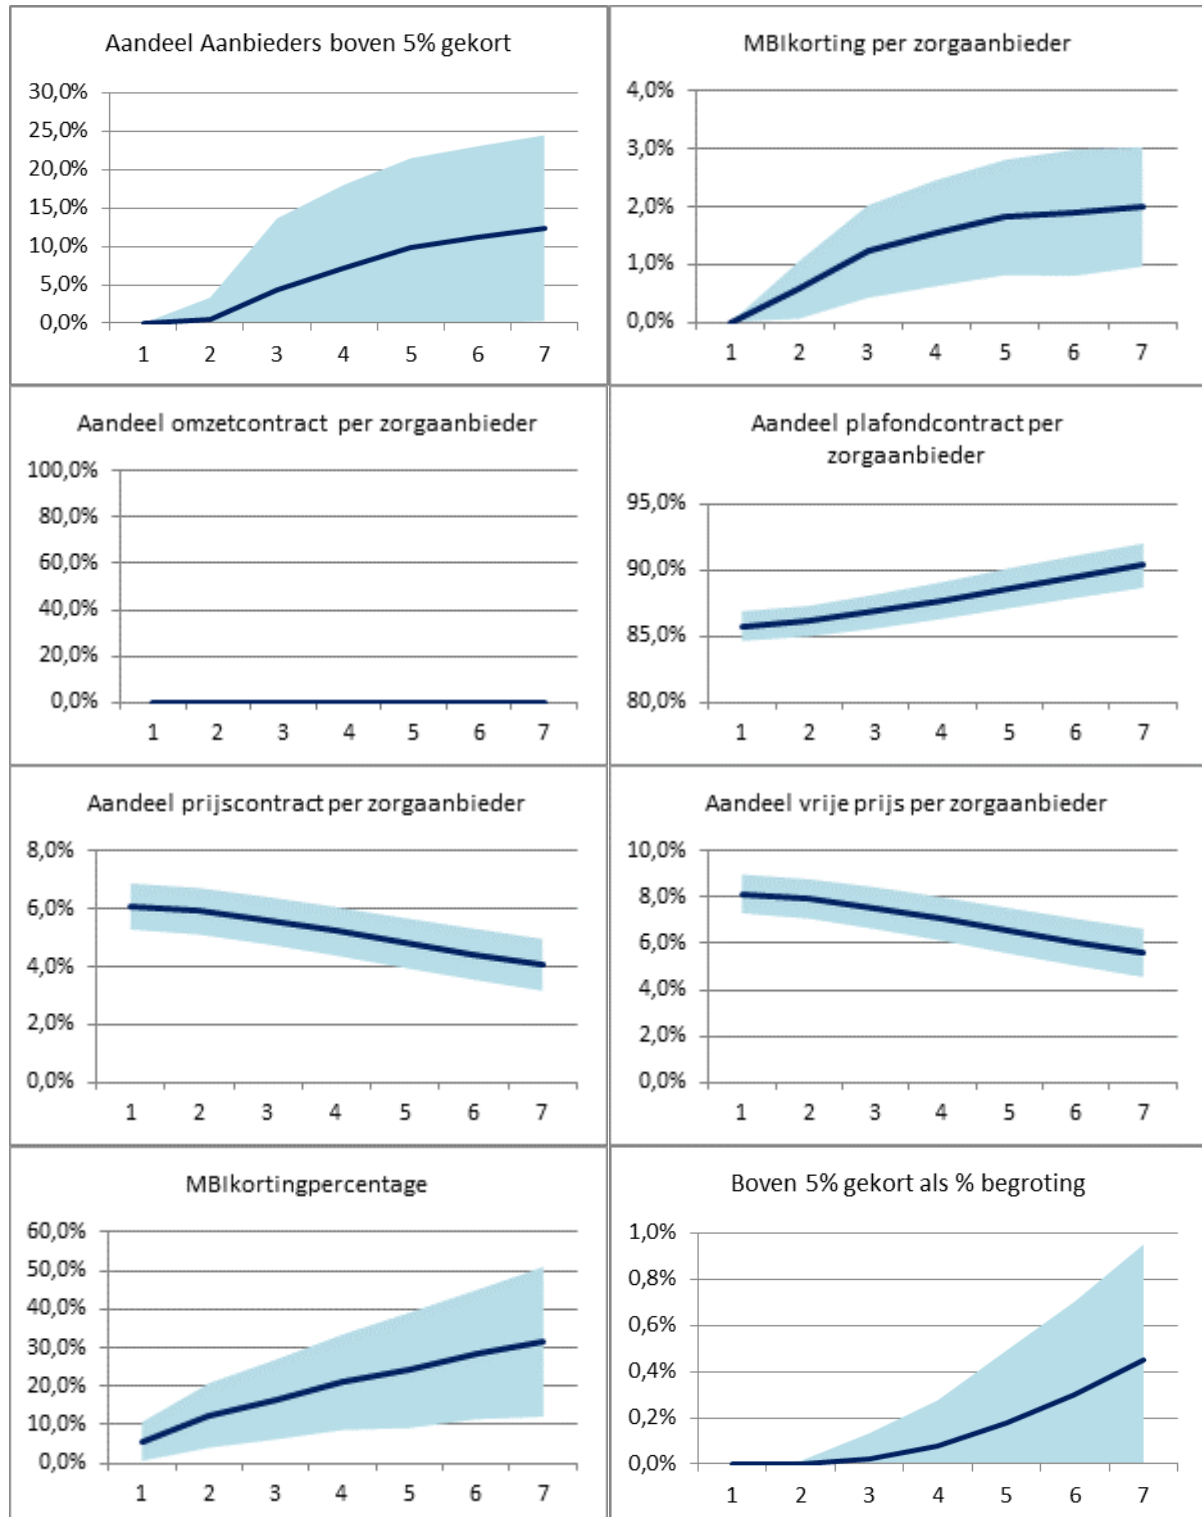 Aandeel Aanbieders boven 5% gekort
30,0%
25,0%
20,0%
15,0%
10,0%
5,0%
0,0%
1 2 3 4 5 6 7
MBIkorting per zorgaanbieder
4,0%
3,0%
2,0%
1,0%
0,0%
1 2 3 4 5 6 7
Aandeel omzetcontract per zorgaanbieder
100,0%
80,0%
60,0%
40,0%
20,0%
0,0%
1 2 3 4 5 6 7
Aandeel plafondcontract per
zorgaanbieder
95,0%
90,0%
85,0%
80,0%
1 2 3 4 5 6 7
Aandeel prijscontract per zorgaanbieder
8,0%
6,0%
4,0%
2,0%
0,0%
1 2 3 4 5 6 7
Aandeel vrije prijs per zorgaanbieder
10,0%
8,0%
6,0%
4,0%
2,0%
0,0%
1 2 3 4 5 6 7
MBIkortingpercentage
60,0%
50,0%
40,0%
30,0%
20,0%
10,0%
0,0%
1 2 3 4 5 6 7
Boven 5% gekort als % begroting
1,0%
0,8%
0,6%
0,4%
0,2%
0,0%
1 2 3 4 5 6 7